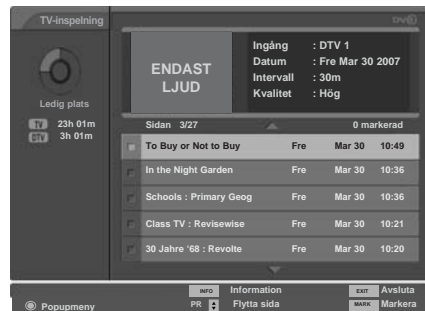 TV-inspelning
DVR
ENDAST
LJUD
Ingång : DTV 1
Datum : Fre Mar 30 2007
Intervall : 30m
Kvalitet : Hög
Ledig plats
TV 23h 01m
DTV 3h 01m
Sidan 3/27 0 markerad
To Buy or Not to Buy Fre Mar 30 10:49
In the Night Garden Fre Mar 30 10:36
Schools : Primary Geog Fre Mar 30 10:36
Class TV : Revisewise Fre Mar 30 10:21
30 Jahre '68 : Revolte Fre Mar 30 10:20
INFO Information EXIT Avsluta
Popupmeny PR Flytta sida MARK Markera